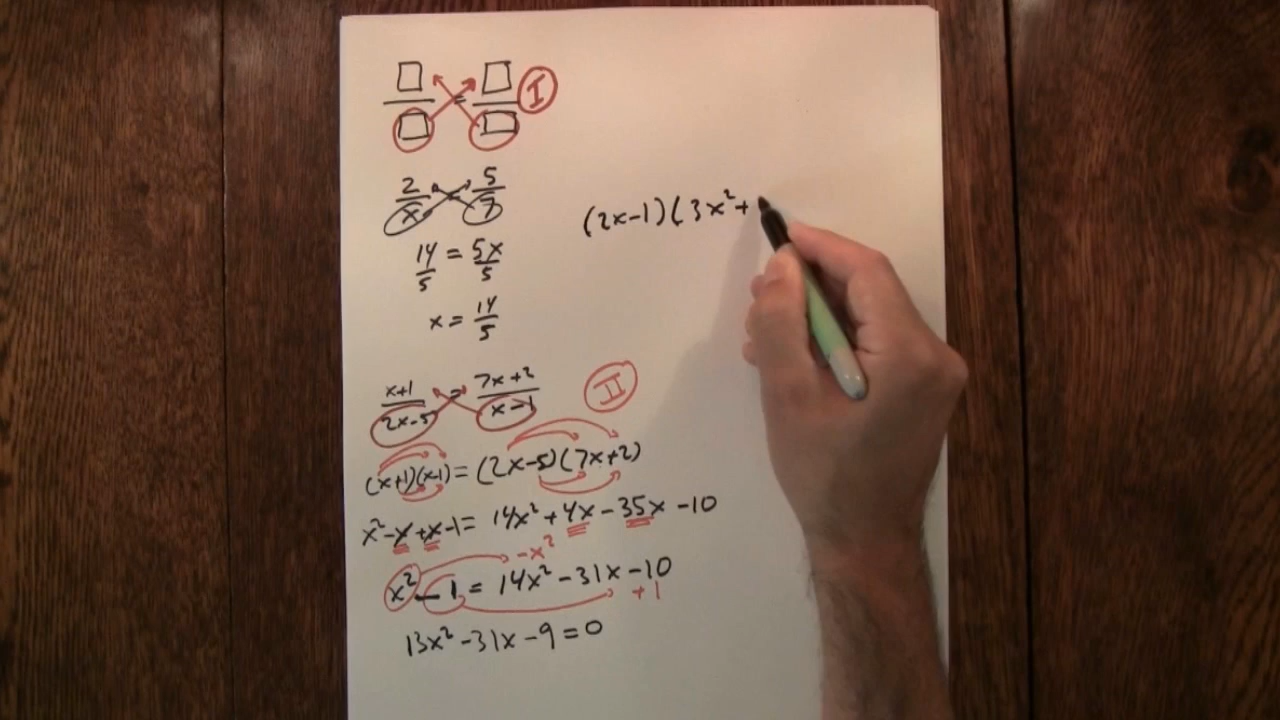 □/□ = □/□ I
2/x = 5/7
14/5 = 5x/5
x = 14/5
(x+1)/(2x-5) = (7x+2)/(x-1) II
(x+1)(x-1) = (2x-5)(7x+2)
x²-x+x-1 = 14x²+4x-35x-10
-x²
x²-1 = 14x²-31x-10
+1
13x²-31x-9=0
(2x-1)(3x²+